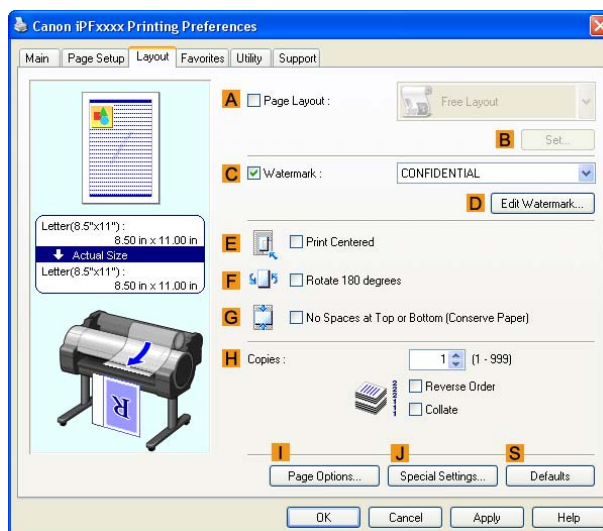 Canon iPFxxxx Printing Preferences
Main Page Setup Layout Favorites Utility Support
A Page Layout : Free Layout
B Set...
C Watermark : CONFIDENTIAL
D Edit Watermark...
Letter(8.5"x11") :
8.50 in x 11.00 in
Actual Size
Letter(8.5"x11") :
8.50 in x 11.00 in
E Print Centered
F Rotate 180 degrees
G No Spaces at Top or Bottom (Conserve Paper)
H Copies : 1 (1 - 999)
Reverse Order
Collate
R
I J S
Page Options... Special Settings... Defaults
OK Cancel Apply Help